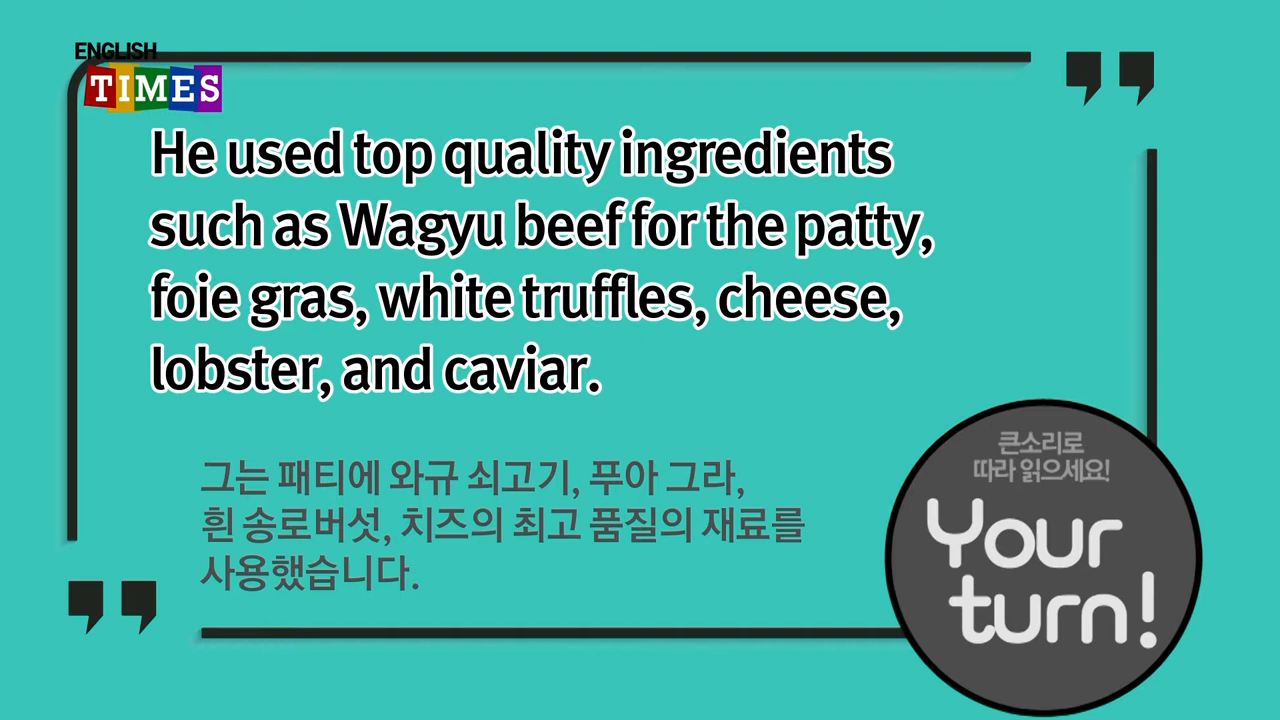 ENGLISH
TIMES
He used top quality ingredients
such as Wagyu beef for the patty,
foie gras, white truffles, cheese,
lobster, and caviar.
그는 패티에 와규 쇠고기, 푸아 그라,
흰 송로버섯, 치즈의 최고 품질의 재료를
사용했습니다.
큰소리로
따라 읽으세요!
Your
turn!